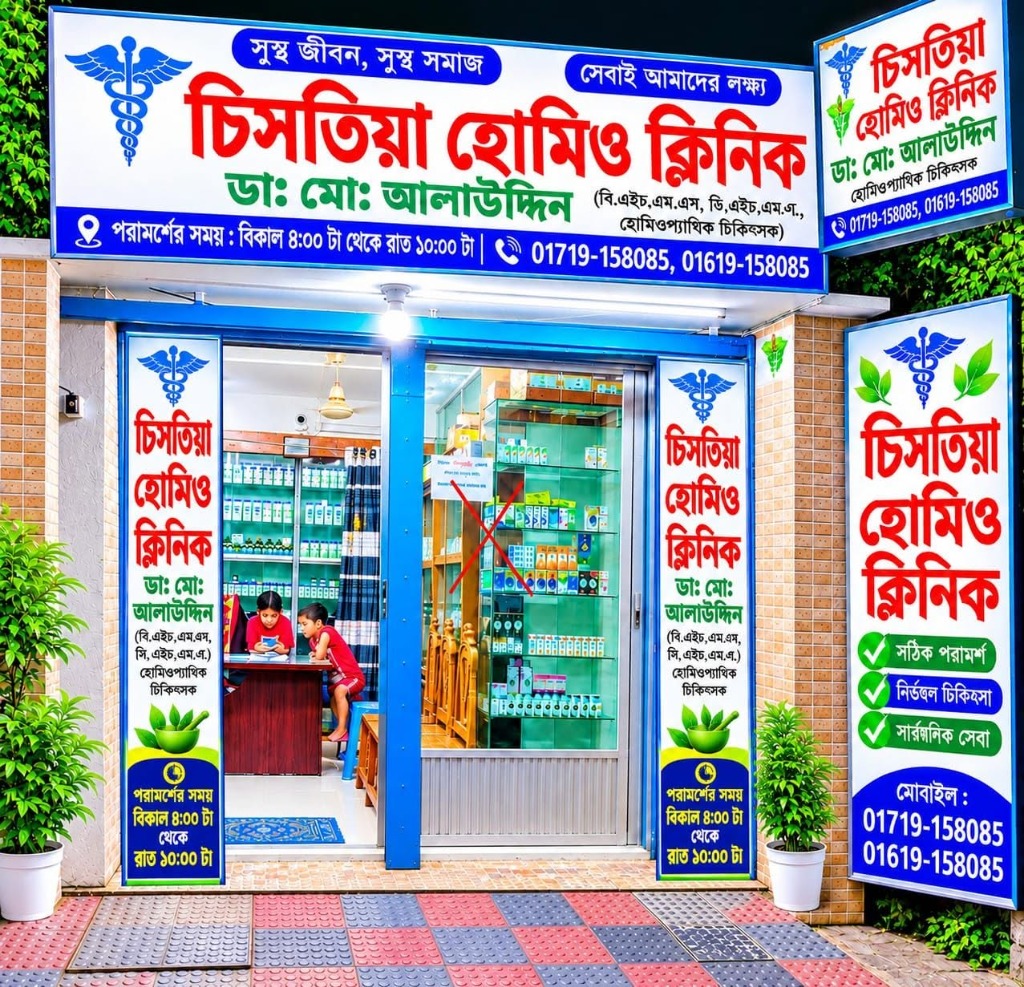 সুস্থ জীবন, সুস্থ সমাজ
সেবাই আমাদের লক্ষ্য
চিসতিয়া হোমিও ক্লিনিক
ডাঃ মোঃ আলাউদ্দিন
(বি.এইচ,এম.এস, ডি,এইচ,এম.এ.,
হোমিওপ্যাথিক চিকিৎসক)
পরামর্শের সময় : বিকাল ৪:০০ টা থেকে রাত ১০:০০ টা
01719-158085, 01619-158085
চিসতিয়া
হোমিও ক্লিনিক
ডাঃ মোঃ আলাউদ্দিন
হোমিওপ্যাথিক চিকিৎসক
01719-158085, 01619-158085
চিসতিয়া
হোমিও
ক্লিনিক
ডাঃ মোঃ
আলাউদ্দিন
(বি.এইচ,এম.এস,
সি,এইচ,এম.এ.)
হোমিওপ্যাথিক
চিকিৎসক
পরামর্শের সময়
বিকাল ৪:০০ টা
থেকে
রাত ১০:০০ টা
চিসতিয়া
হোমিও
ক্লিনিক
ডাঃ মোঃ
আলাউদ্দিন
(বি.এইচ,এম.এস,
সি,এইচ,এম.এ.)
হোমিওপ্যাথিক
চিকিৎসক
পরামর্শের সময়
বিকাল ৪:০০ টা
থেকে
রাত ১০:০০ টা
চিসতিয়া
হোমিও
ক্লিনিক
সঠিক পরামর্শ
চিকিৎসা
সেবা
মোবাইল :
01719-158085
01619-158085